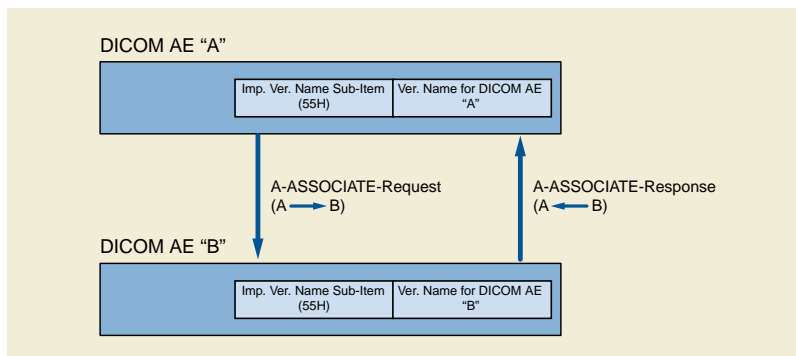 DICOM AE “A”
Imp. Ver. Name Sub-Item
(55H)
Ver. Name for DICOM AE
“A”
A-ASSOCIATE-Request
(A B)
A-ASSOCIATE-Response
(A B)
DICOM AE “B”
Imp. Ver. Name Sub-Item
(55H)
Ver. Name for DICOM AE
“B”